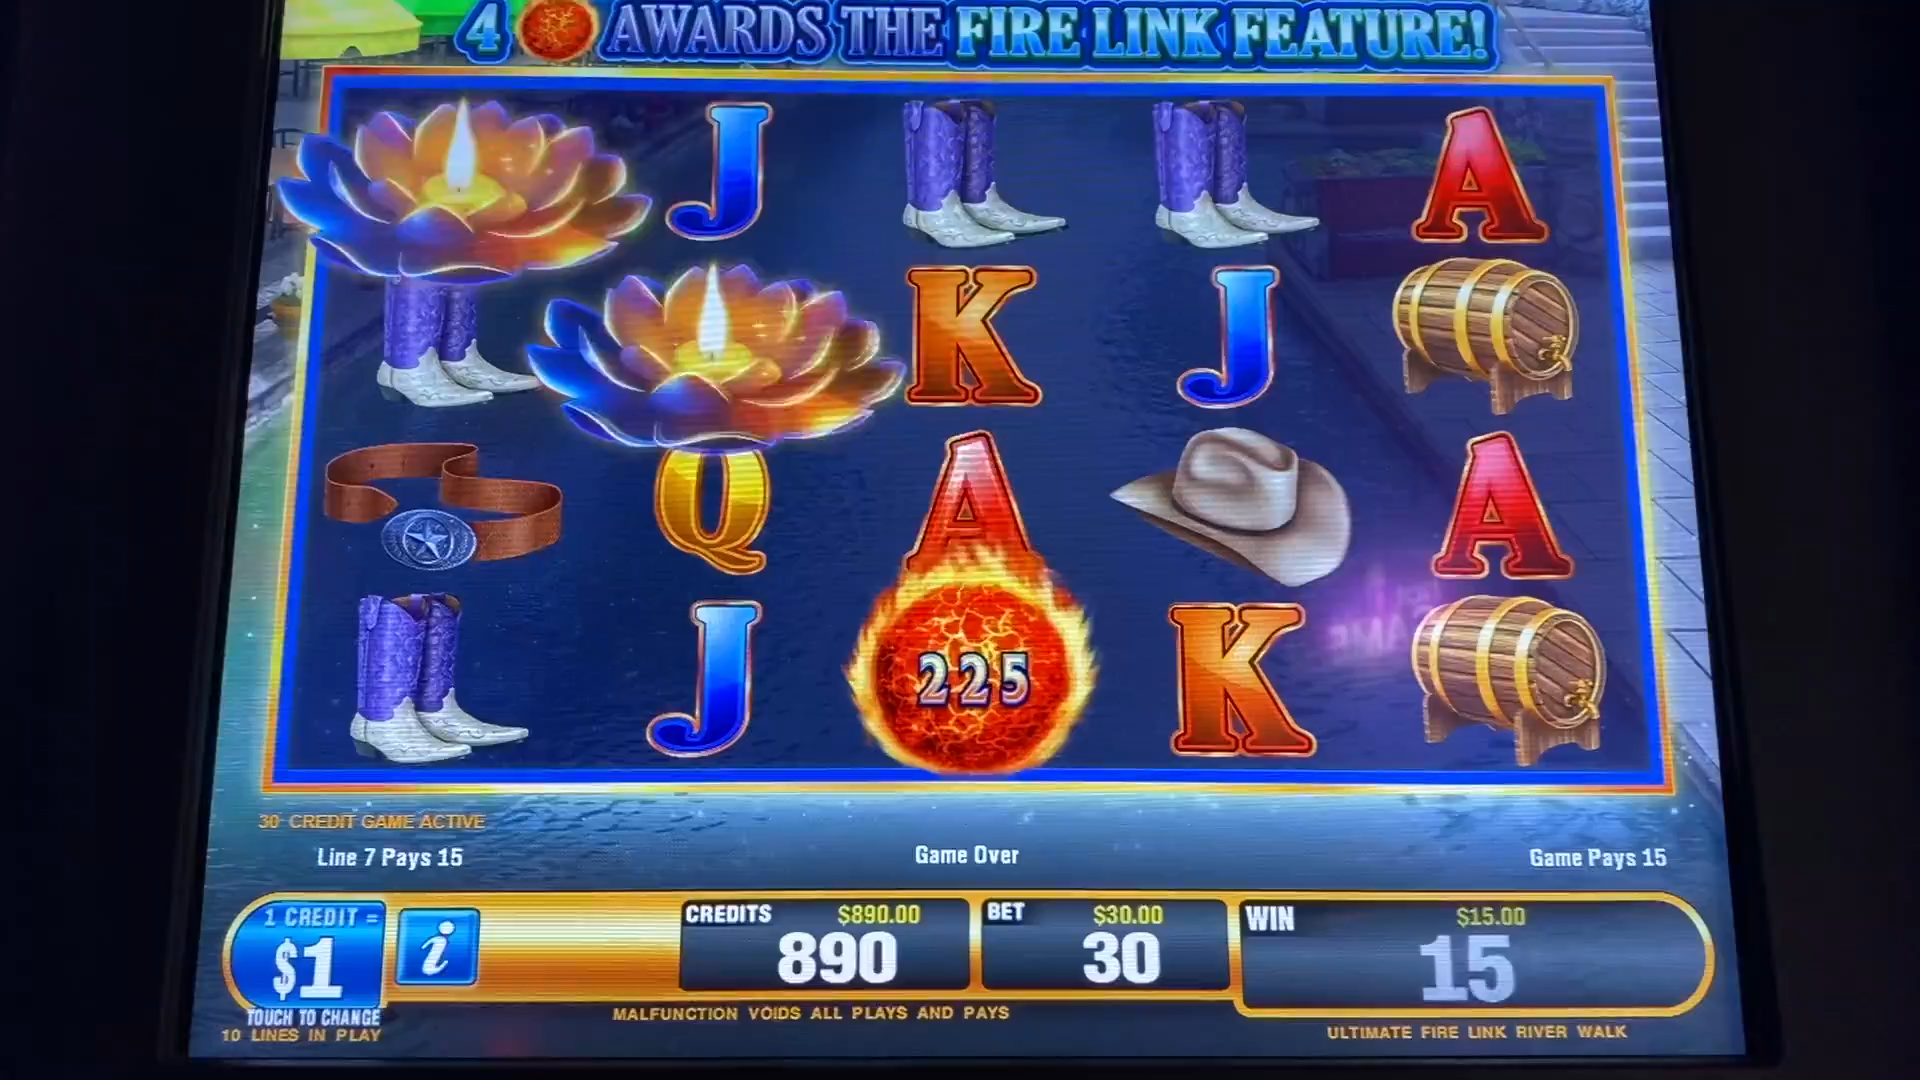 4 AWARDS THE FIRE LINK FEATURE!
J
A
K
J
Q
A
A
J
225
K
30 CREDIT GAME ACTIVE
Line 7 Pays 15
Game Over
Game Pays 15
1 CREDIT =
$1
TOUCH TO CHANGE
10 LINES IN PLAY
i
CREDITS $890.00
890
BET $30.00
30
WIN $15.00
15
MALFUNCTION VOIDS ALL PLAYS AND PAYS
ULTIMATE FIRE LINK RIVER WALK